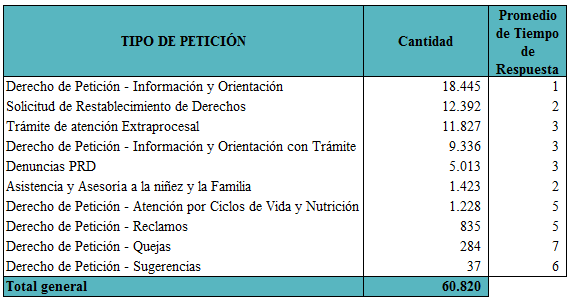 TIPO DE PETICIÓN Cantidad Promedio de Tiempo de Respuesta
Derecho de Petición - Información y Orientación 18.445 1
Solicitud de Restablecimiento de Derechos 12.392 2
Trámite de atención Extraprocesal 11.827 3
Derecho de Petición - Información y Orientación con Trámite 9.336 3
Denuncias PRD 5.013 3
Asistencia y Asesoría a la niñez y la Familia 1.423 2
Derecho de Petición - Atención por Ciclos de Vida y Nutrición 1.228 5
Derecho de Petición - Reclamos 835 5
Derecho de Petición - Quejas 284 7
Derecho de Petición - Sugerencias 37 6
Total general 60.820